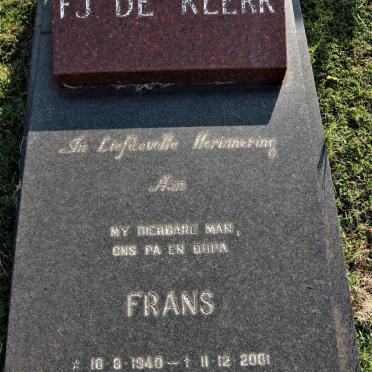 FJ DE KLERK
In Liefdevolle Herinnering
Aan
MY DIERBARE MAN,
ONS PA EN OUPA
FRANS
* 10·6·1940 — † 11·12·2001